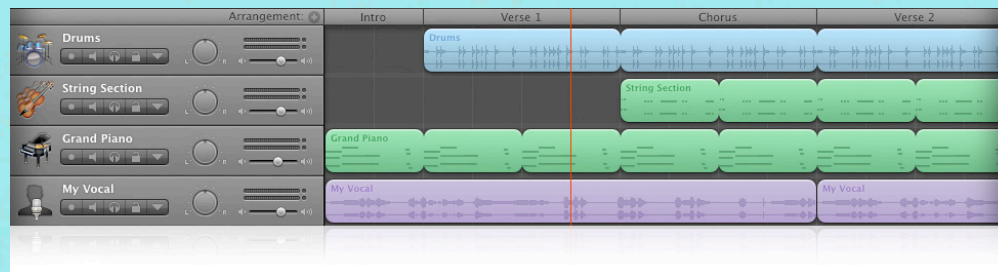 Arrangement: Intro Verse 1 Chorus Verse 2
Drums Drums
String Section String Section
Grand Piano Grand Piano
My Vocal My Vocal My Vocal